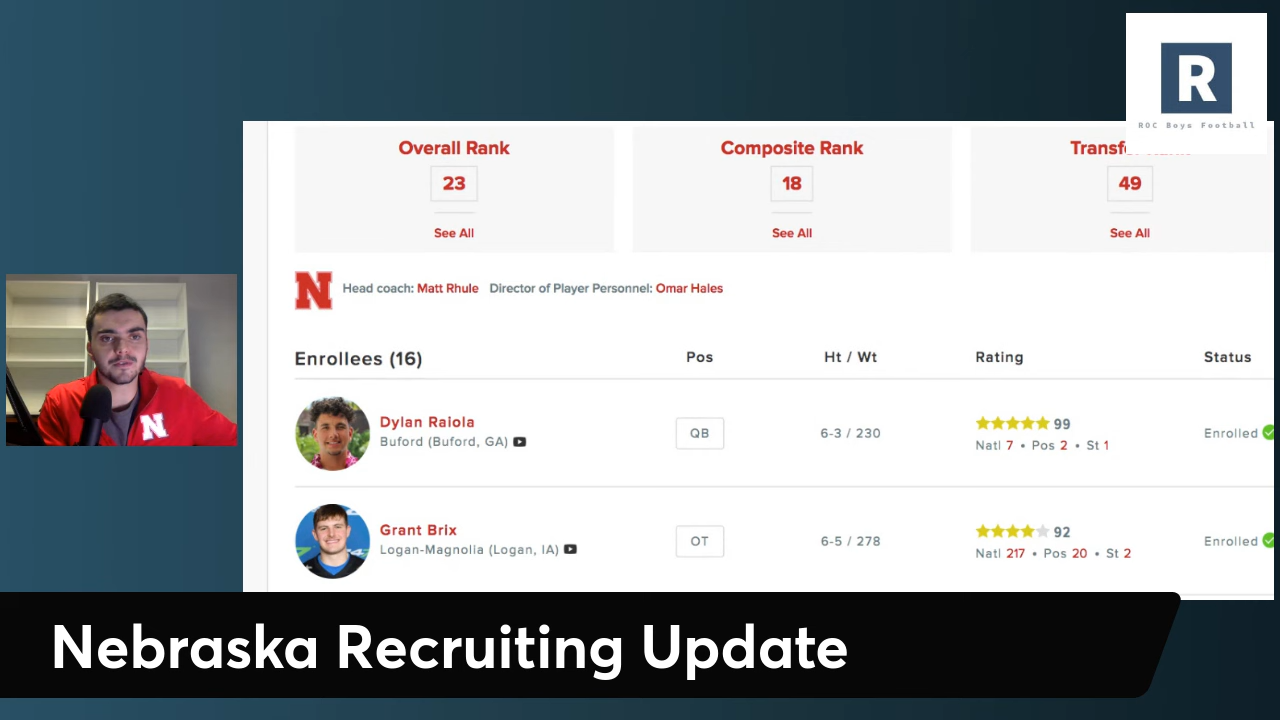 R
ROC Boys Football
Overall Rank
Composite Rank
23
18
49
See All
See All
See All
N
Head coach: Matt Rhule Director of Player Personnel: Omar Hales
Enrollees (16)
Pos
Ht / Wt
Rating
Status
Dylan Raiola
Buford (Buford, GA)
QB
6-3 / 230
99
Natl 7 • Pos 2 • St 1
Enrolled
Grant Brix
Logan-Magnolia (Logan, IA)
OT
6-5 / 278
92
Natl 217 • Pos 20 • St 2
Enrolled
N
Nebraska Recruiting Update